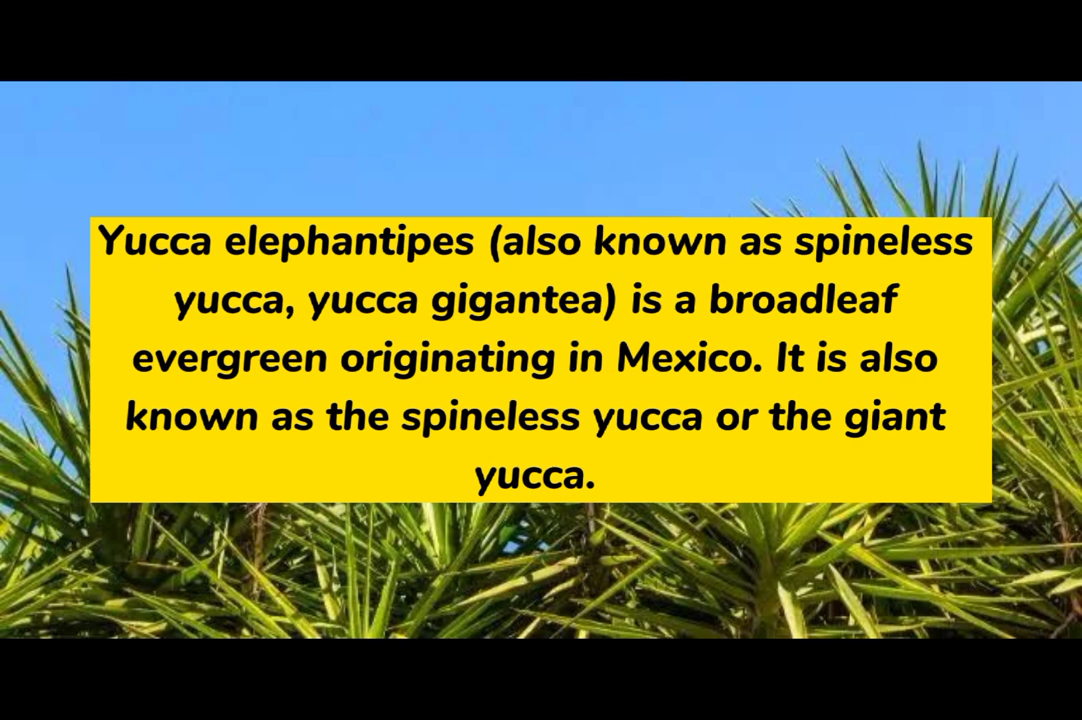 Yucca elephantipes (also known as spineless
yucca, yucca gigantea) is a broadleaf
evergreen originating in Mexico. It is also
known as the spineless yucca or the giant
yucca.